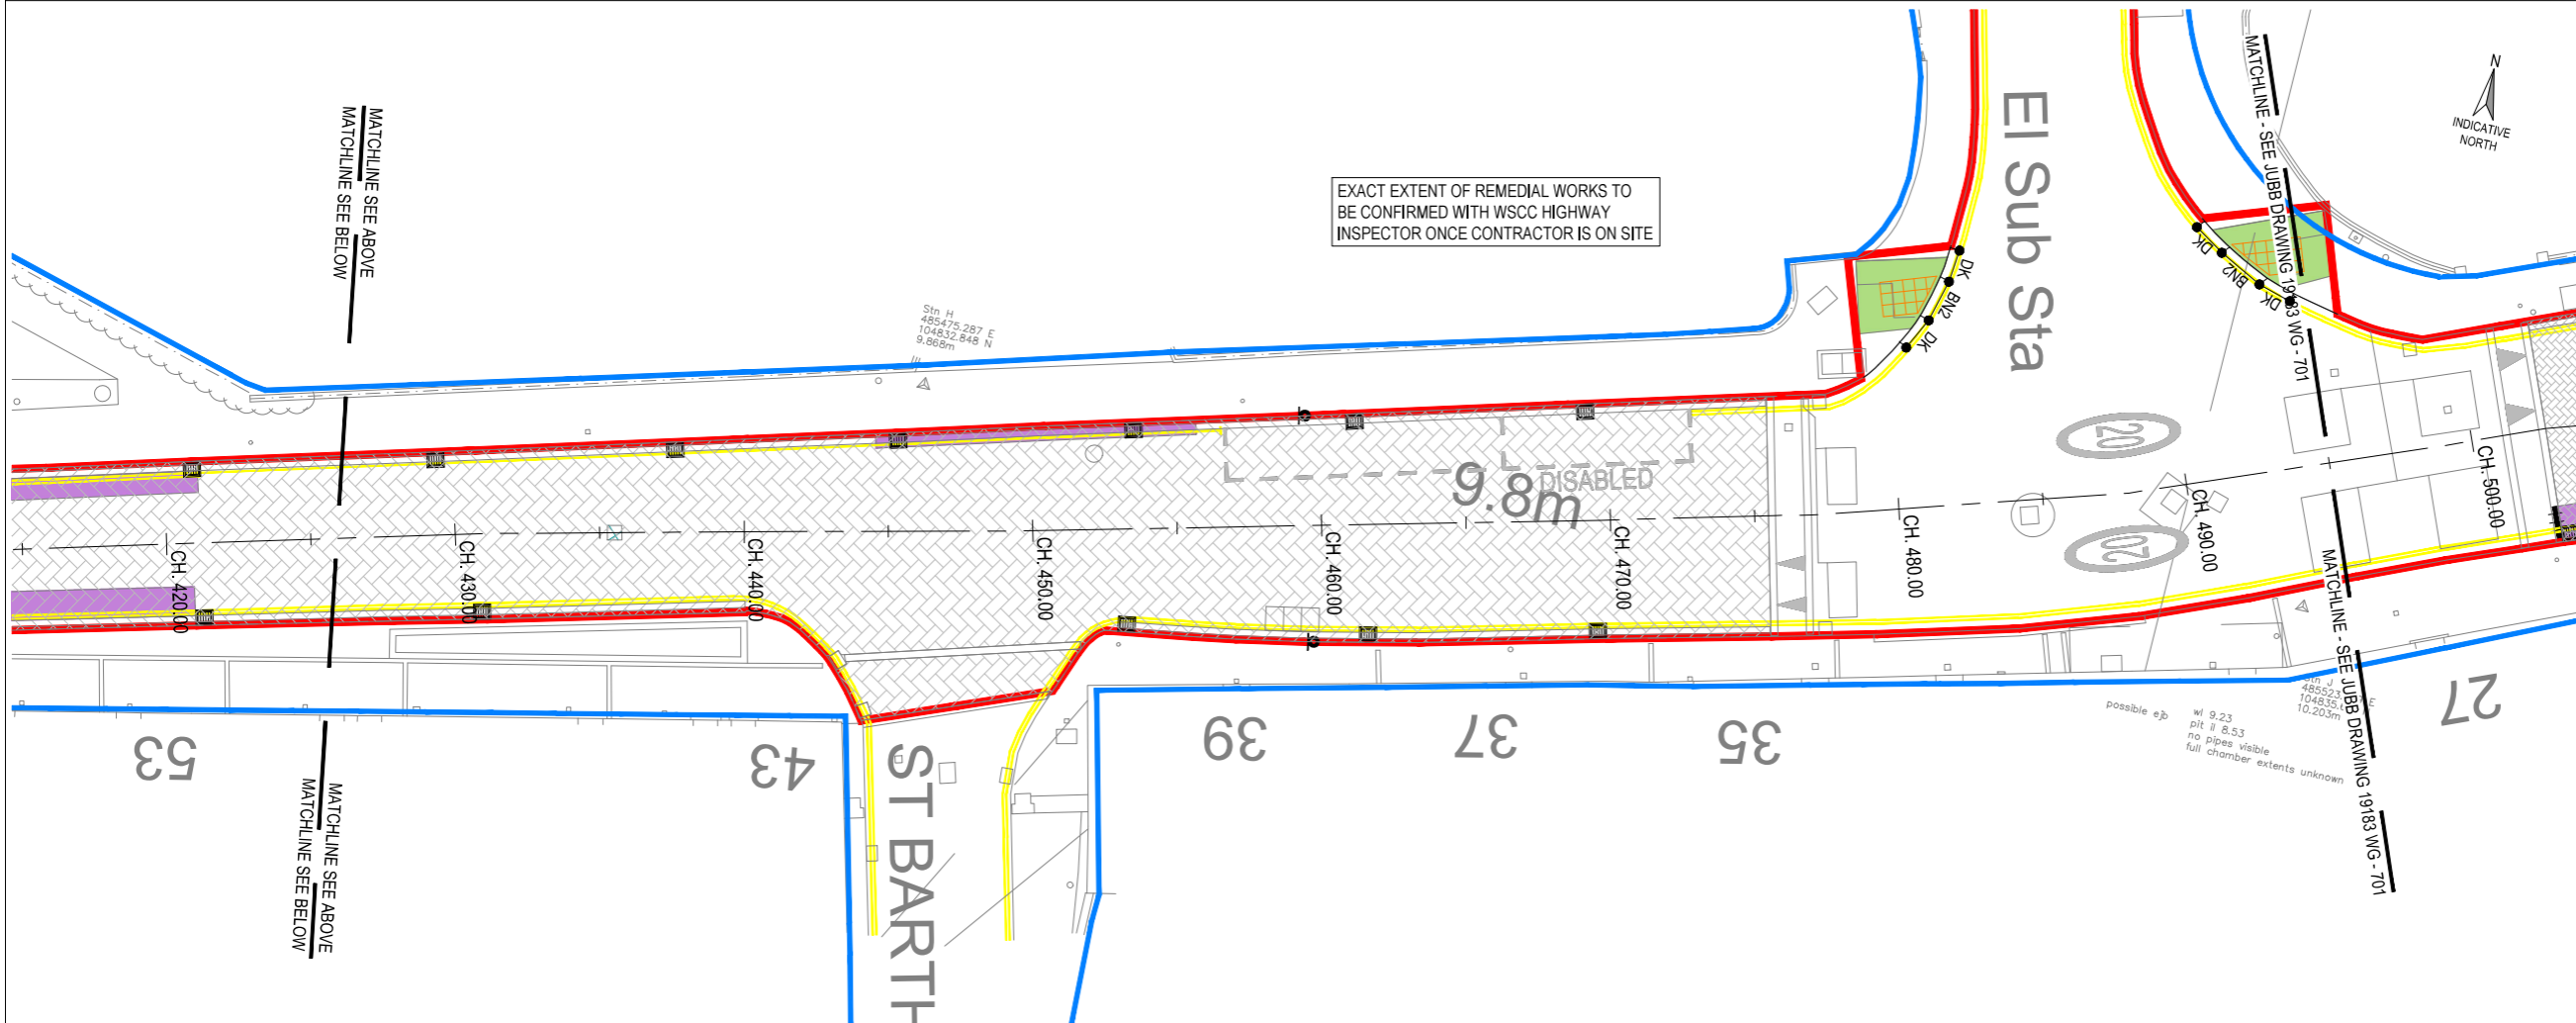 MATCHLINE SEE ABOVE
MATCHLINE SEE BELOW
EXACT EXTENT OF REMEDIAL WORKS TO
BE CONFIRMED WITH WSCC HIGHWAY
INSPECTOR ONCE CONTRACTOR IS ON SITE
El Sub Sta
MATCHLINE - SEE JUBB DRAWING 19183 WG - 701
N
INDICATIVE
NORTH
Stn H
485475.287 E
104832.848 N
9.868m
DK
BN2
DK
DK
BN2
DK
20
20
9.8m
DISABLED
CH. 420.00
CH. 430.00
CH. 440.00
CH. 450.00
CH. 460.00
CH. 470.00
CH. 480.00
CH. 490.00
CH. 500.00
MATCHLINE - SEE JUBB DRAWING 19183 WG - 701
53
43
39
37
35
27
ST BARTH
MATCHLINE SEE ABOVE
MATCHLINE SEE BELOW
possible ejb
wl 9.23
pit il 8.53
no pipes visible
full chamber extents unknown
Stn J
10.203m